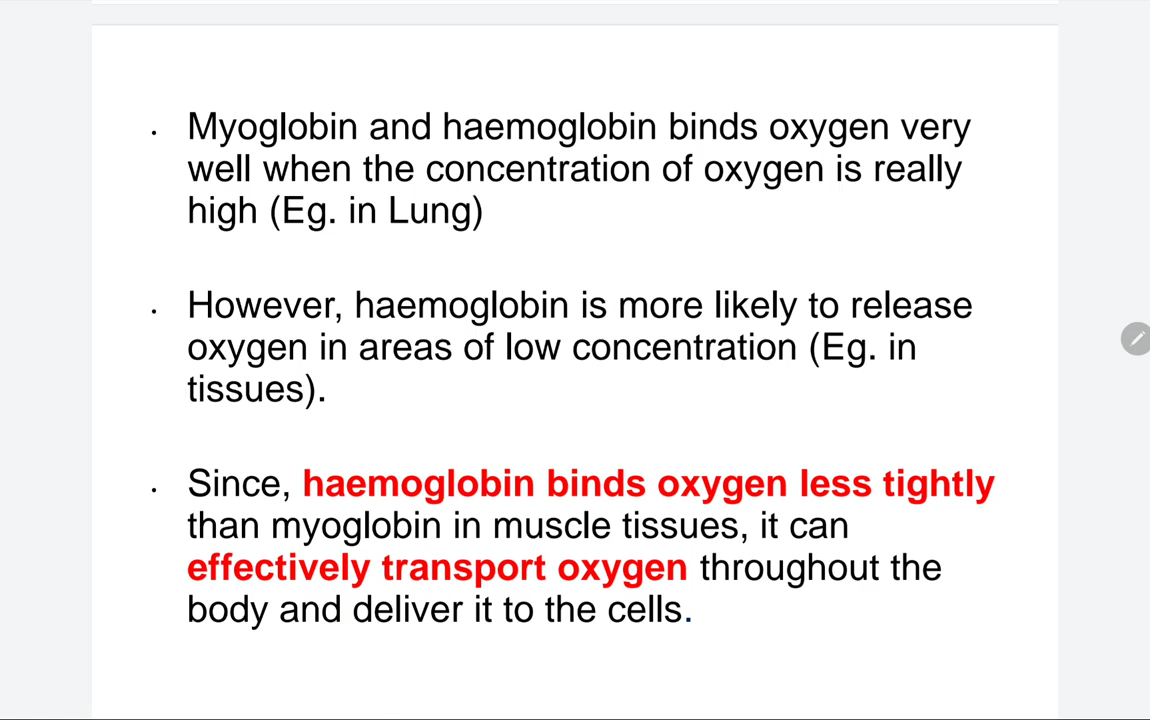 · Myoglobin and haemoglobin binds oxygen very
well when the concentration of oxygen is really
high (Eg. in Lung)
· However, haemoglobin is more likely to release
oxygen in areas of low concentration (Eg. in
tissues).
· Since, haemoglobin binds oxygen less tightly
than myoglobin in muscle tissues, it can
effectively transport oxygen throughout the
body and deliver it to the cells.